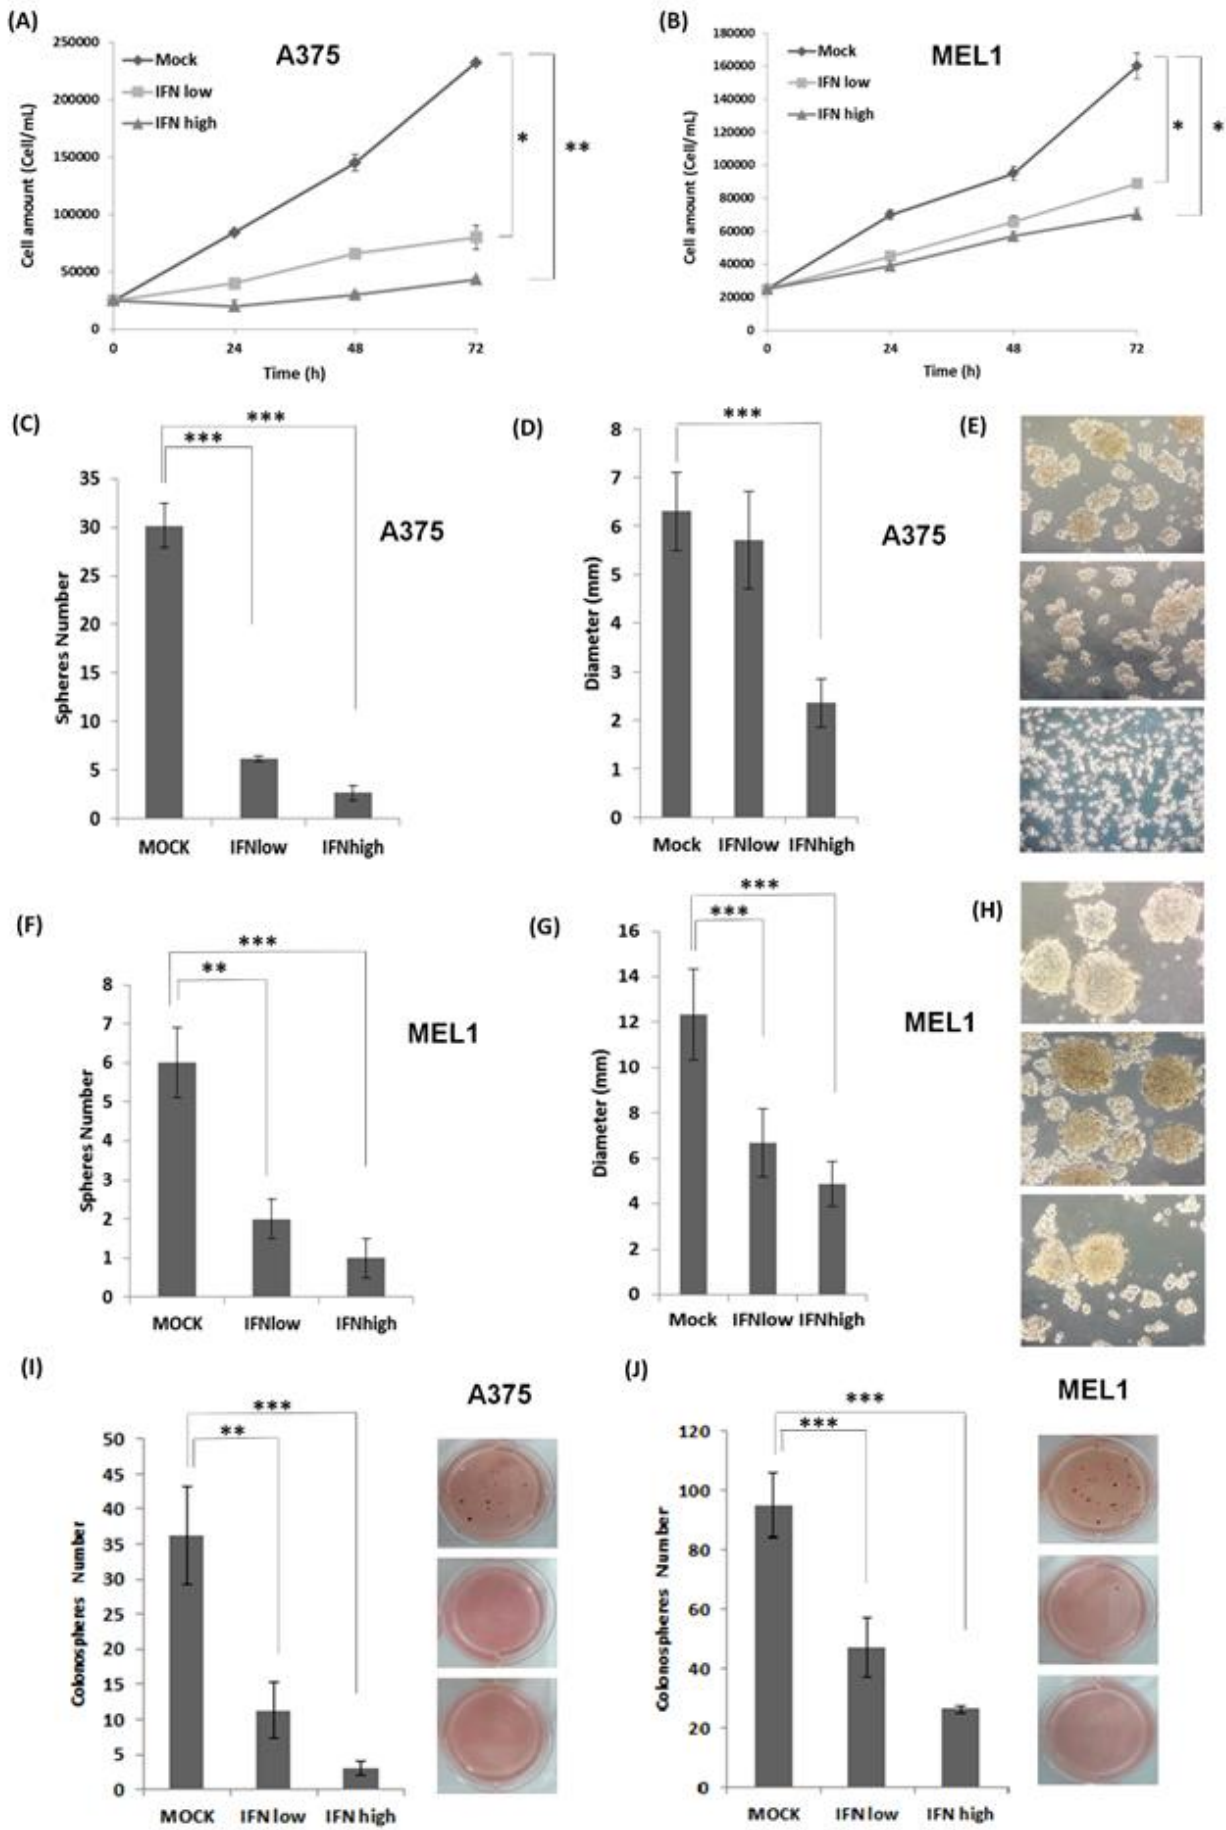 (A)
A375
Mock
IFN low
IFN high
250000
200000
150000
100000
50000
0
Cell amount (Cell/mL)
0 24 48 72
Time (h)
*
**
(B)
MEL1
Mock
IFN low
IFN high
180000
160000
140000
120000
100000
80000
60000
40000
20000
0
Cell amount (Cell/mL)
0 24 48 72
Time (h)
*
*
(C)
***
***
A375
35
30
25
20
15
10
5
0
Spheres Number
MOCK IFNlow IFNhigh
(D)
***
A375
8
7
6
5
4
3
2
1
0
Diameter (mm)
Mock IFNlow IFNhigh
(E)
(F)
***
**
MEL1
8
7
6
5
4
3
2
1
0
Spheres Number
MOCK IFNlow IFNhigh
(G)
***
***
MEL1
16
14
12
10
8
6
4
2
0
Diameter (mm)
Mock IFNlow IFNhigh
(H)
(I)
A375
***
**
50
45
40
35
30
25
20
15
10
5
0
Colonospheres Number
MOCK IFN low IFN high
(J)
MEL1
***
***
120
100
80
60
40
20
0
Colonospheres Number
MOCK IFN low IFN high